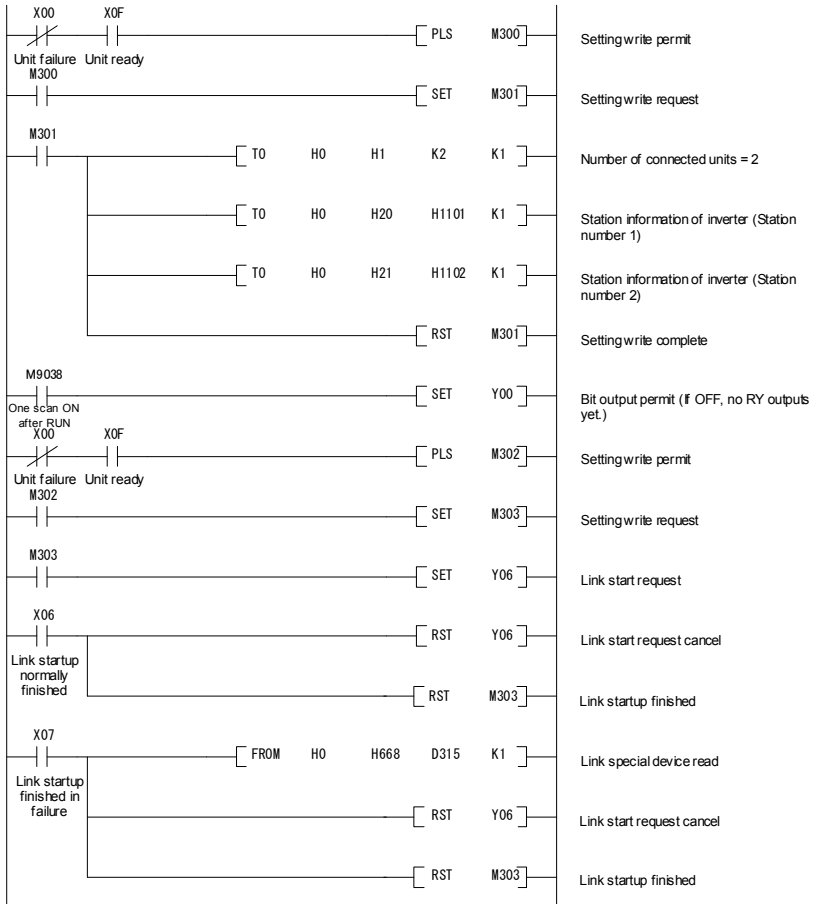 X00 X0F
PLS M300 Setting write permit
Unit failure Unit ready
M300
SET M301 Setting write request
M301
TO H0 H1 K2 K1 Number of connected units = 2
TO H0 H20 H1101 K1 Station information of inverter (Station
number 1)
TO H0 H21 H1102 K1 Station information of inverter (Station
number 2)
RST M301 Setting write complete
M9038
SET Y00 Bit output permit (If OFF, no RY outputs
yet.)
One scan ON
after RUN
X00 X0F
PLS M302 Setting write permit
Unit failure Unit ready
M302
SET M303 Setting write request
M303
SET Y06 Link start request
X06
RST Y06 Link start request cancel
Link startup
normally
finished
RST M303 Link startup finished
X07
FROM H0 H668 D315 K1 Link special device read
Link startup
finished in
failure
RST Y06 Link start request cancel
RST M303 Link startup finished